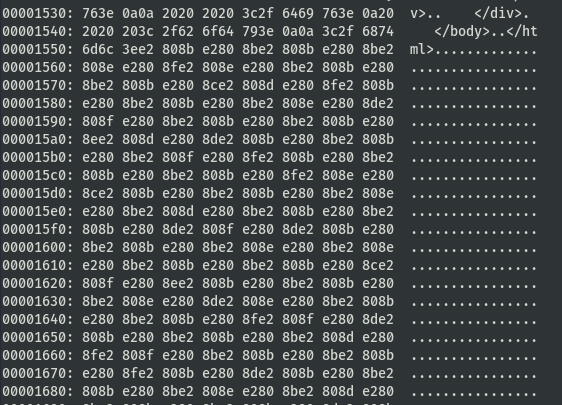 00001530: 763e 0a0a 2020 2020 3c2f 6469 763e 0a20  v>..    </div>.
00001540: 2020 203c 2f62 6f64 793e 0a0a 3c2f 6874     </body>..</ht
00001550: 6d6c 3ee2 808b e280 8be2 808b e280 8be2  ml>.............
00001560: 808e e280 8fe2 808e e280 8be2 808b e280  ................
00001570: 8be2 808b e280 8ce2 808d e280 8fe2 808b  ................
00001580: e280 8be2 808b e280 8be2 808e e280 8de2  ................
00001590: 808f e280 8be2 808b e280 8be2 808b e280  ................
000015a0: 8ee2 808d e280 8de2 808b e280 8be2 808b  ................
000015b0: e280 8be2 808f e280 8fe2 808b e280 8be2  ................
000015c0: 808b e280 8be2 808b e280 8fe2 808e e280  ................
000015d0: 8ce2 808b e280 8be2 808b e280 8be2 808e  ................
000015e0: e280 8be2 808d e280 8be2 808b e280 8be2  ................
000015f0: 808b e280 8de2 808f e280 8de2 808b e280  ................
00001600: 8be2 808b e280 8be2 808e e280 8be2 808e  ................
00001610: e280 8be2 808b e280 8be2 808b e280 8ce2  ................
00001620: 808f e280 8ee2 808b e280 8be2 808b e280  ................
00001630: 8be2 808e e280 8de2 808e e280 8be2 808b  ................
00001640: e280 8be2 808b e280 8fe2 808f e280 8de2  ................
00001650: 808b e280 8be2 808b e280 8be2 808d e280  ................
00001660: 8fe2 808f e280 8be2 808b e280 8be2 808b  ................
00001670: e280 8fe2 808b e280 8de2 808b e280 8be2  ................
00001680: 808b e280 8be2 808e e280 8be2 808d e280  ................